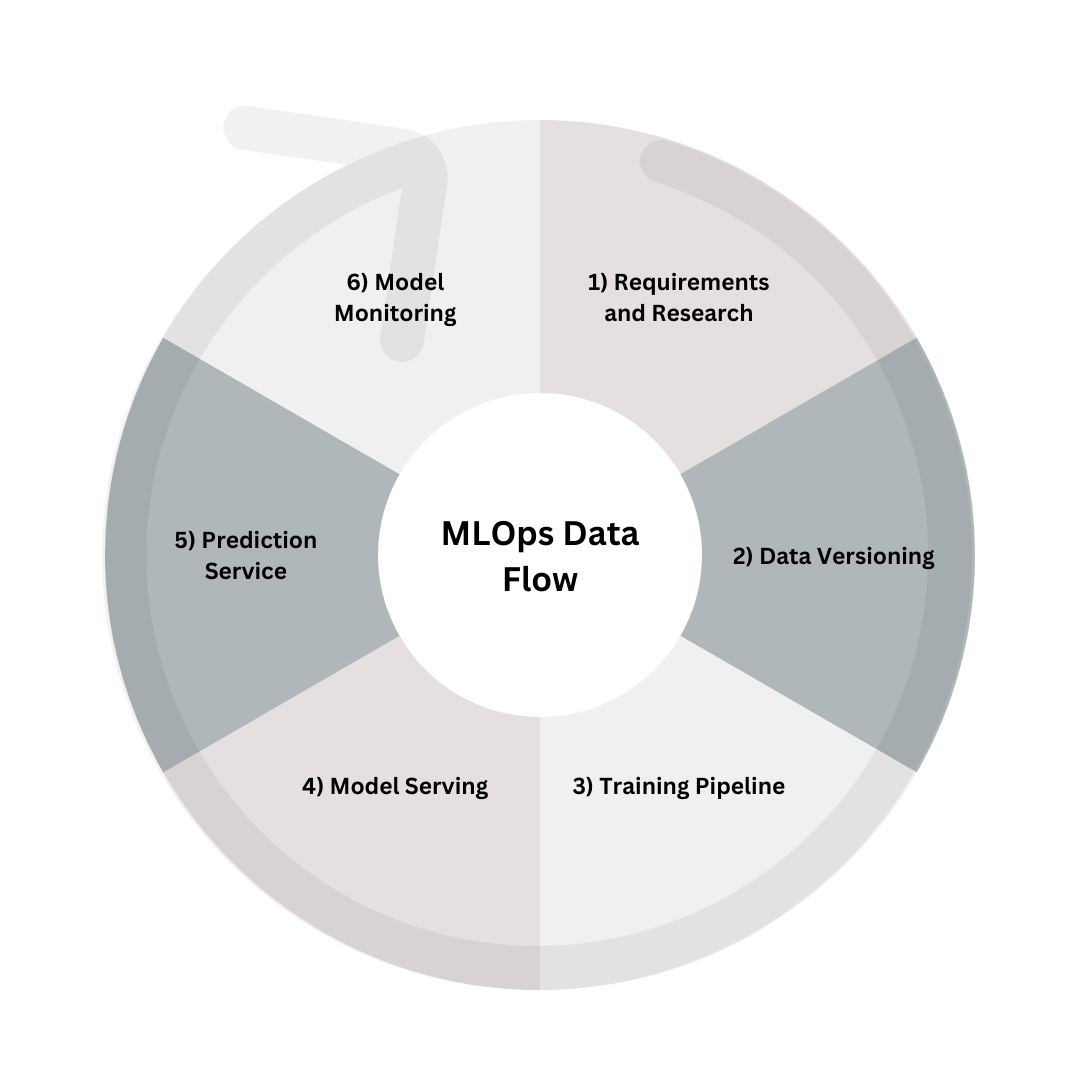 MLOps Data
Flow
1) Requirements
and Research
2) Data Versioning
3) Training Pipeline
4) Model Serving
5) Prediction
Service
6) Model
Monitoring